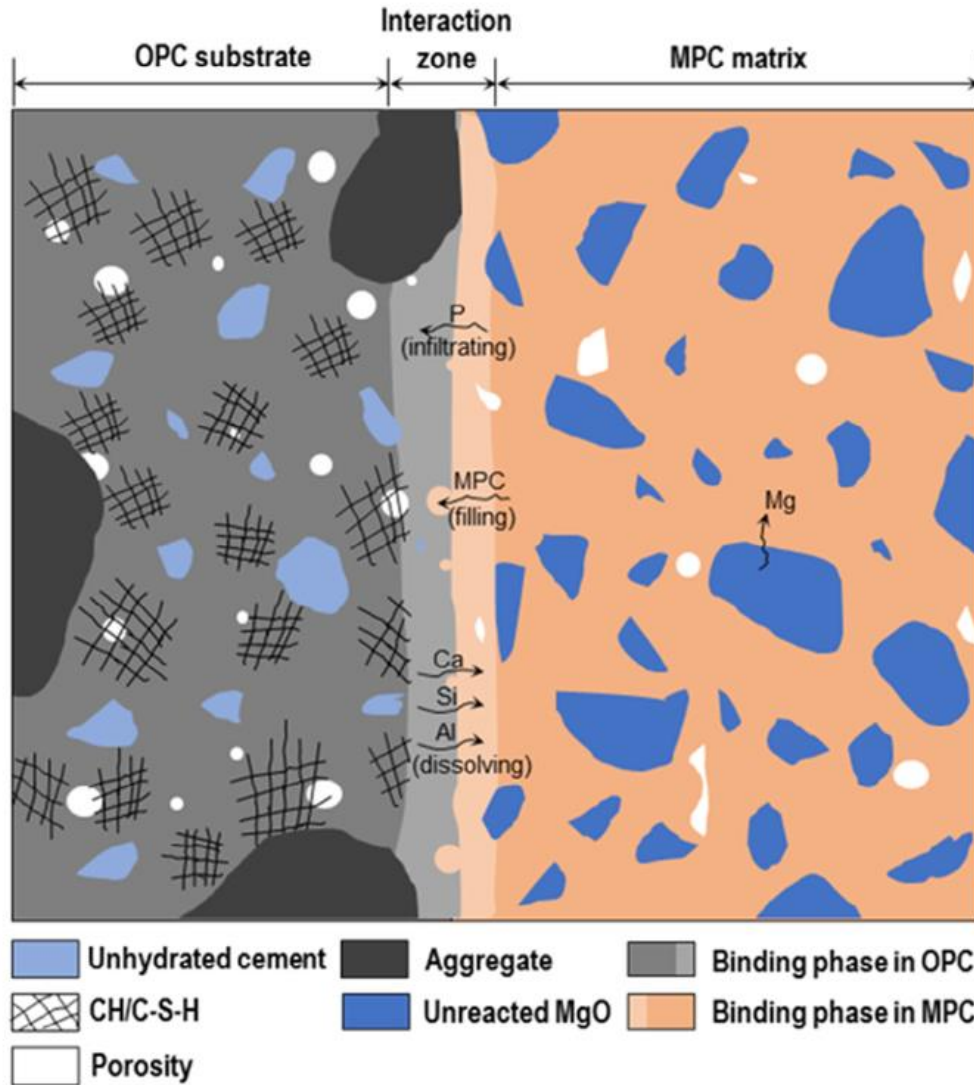 Interaction
OPC substrate zone MPC matrix
P
(infiltrating)
MPC
(filling)
Mg
Ca
Si
Al
(dissolving)
Unhydrated cement Aggregate Binding phase in OPC
CH/C-S-H Unreacted MgO Binding phase in MPC
Porosity